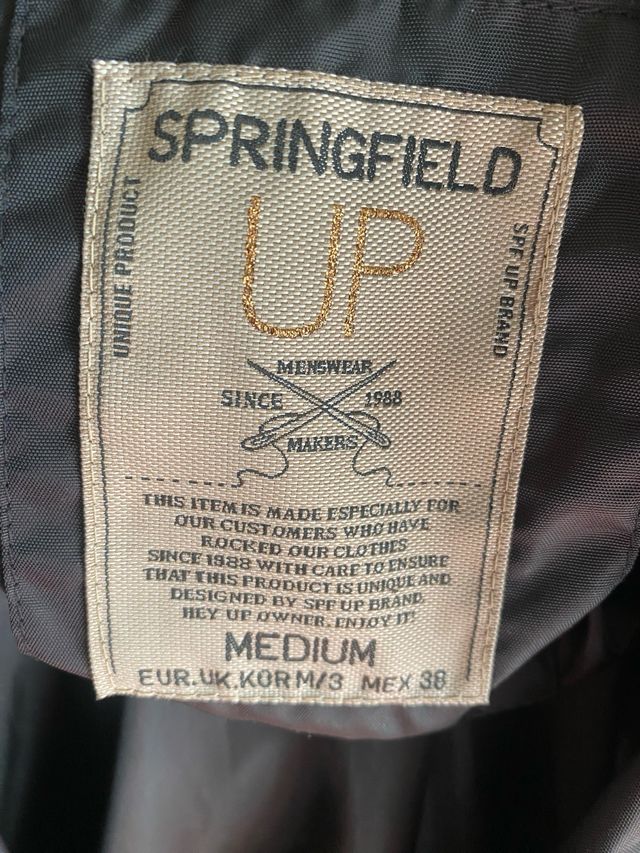 SPRINGFIELD
UP
UNIQUE PRODUCT
SPF UP BRAND
MENSWEAR
SINCE 1988
MAKERS
THIS ITEM IS MADE ESPECIALLY FOR
OUR CUSTOMERS WHO HAVE
ROCKED OUR CLOTHES
SINCE 1988 WITH CARE TO ENSURE
THAT THIS PRODUCT IS UNIQUE AND
DESIGNED BY SPF UP BRAND.
HEY UP OWNER, ENJOY IT!
MEDIUM
EUR.UK.KOR M/3 MEX 38